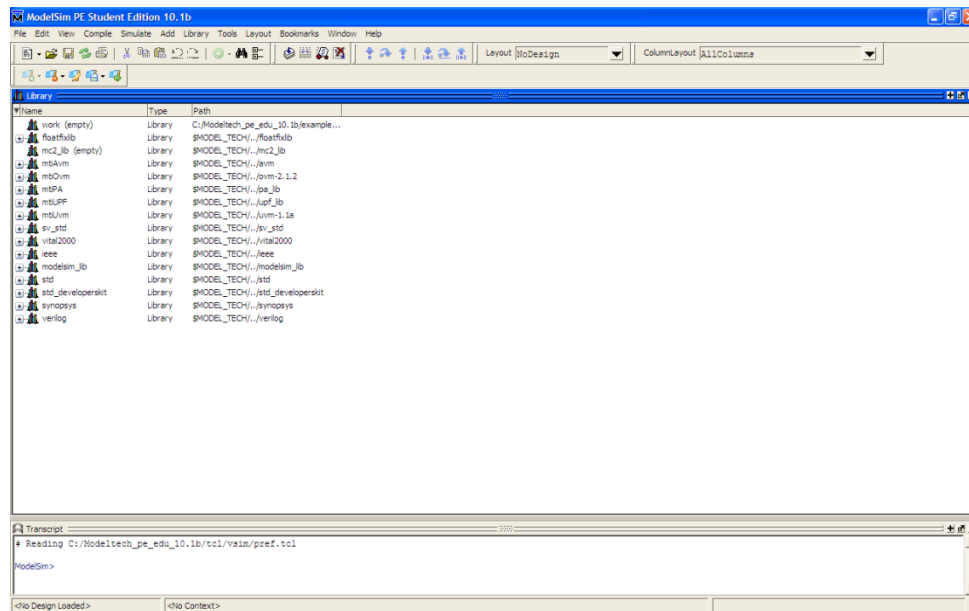 ModelSim PE Student Edition 10.1b
File Edit View Compile Simulate Add Library Tools Layout Bookmarks Window Help
Layout NoDesign ColumnLayout AllColumns
Library
Name Type Path
work (empty) Library C:/Modeltech_pe_edu_10.1b/example...
floatfixlib Library $MODEL_TECH/../floatfixlib
mc2_lib (empty) Library $MODEL_TECH/../mc2_lib
mtiAvm Library $MODEL_TECH/../avm
mtiOvm Library $MODEL_TECH/../ovm-2.1.2
mtiPA Library $MODEL_TECH/../pa_lib
mtiUPF Library $MODEL_TECH/../upf_lib
mtiUvm Library $MODEL_TECH/../uvm-1.1a
sv_std Library $MODEL_TECH/../sv_std
vital2000 Library $MODEL_TECH/../vital2000
ieee Library $MODEL_TECH/../ieee
modelsim_lib Library $MODEL_TECH/../modelsim_lib
std Library $MODEL_TECH/../std
std_developerskit Library $MODEL_TECH/../std_developerskit
synopsys Library $MODEL_TECH/../synopsys
verilog Library $MODEL_TECH/../verilog
Transcript
# Reading C:/Modeltech_pe_edu_10.1b/tcl/vsim/pref.tcl
ModelSim>
<No Design Loaded> <No Context>